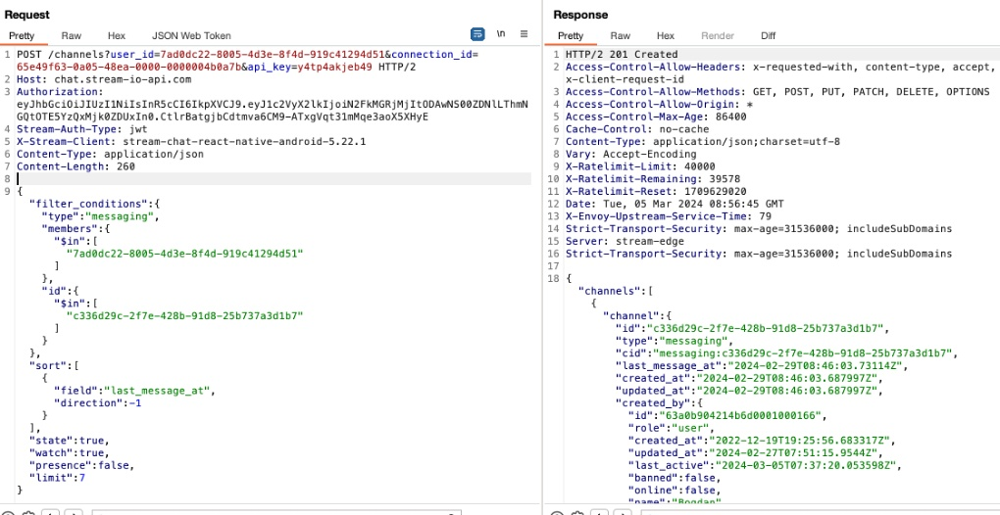 Request
Pretty Raw Hex JSON Web Token \n
1 POST /channels?user_id=7ad0dc22-8005-4d3e-8f4d-919c41294d51&connection_id=
65e49f63-0a05-48ea-0000-0000004b0a7b&api_key=y4tp4akjeb49 HTTP/2
2 Host: chat.stream-io-api.com
3 Authorization:
eyJhbGciOiJIUzI1NiIsInR5cCI6IkpXVCJ9.eyJ1c2VyX2lkIjoiN2FkMGRjMjItODAwNS00ZDNlLThmN
GQtOTE5YzQxMjk0ZDUxIn0.CtlrBatgjbCdtmva6CM9-ATxgVqt31mMqe3aoX5XHyE
4 Stream-Auth-Type: jwt
5 X-Stream-Client: stream-chat-react-native-android-5.22.1
6 Content-Type: application/json
7 Content-Length: 260
8
9 {
"filter_conditions":{
"type":"messaging",
"members":{
"$in":[
"7ad0dc22-8005-4d3e-8f4d-919c41294d51"
]
},
"id":{
"$in":[
"c336d29c-2f7e-428b-91d8-25b737a3d1b7"
]
}
},
"sort":[
{
"field":"last_message_at",
"direction":-1
}
],
"state":true,
"watch":true,
"presence":false,
"limit":7
}
Response
Pretty Raw Hex Render Diff
1 HTTP/2 201 Created
2 Access-Control-Allow-Headers: x-requested-with, content-type, accept,
x-client-request-id
3 Access-Control-Allow-Methods: GET, POST, PUT, PATCH, DELETE, OPTIONS
4 Access-Control-Allow-Origin: *
5 Access-Control-Max-Age: 86400
6 Cache-Control: no-cache
7 Content-Type: application/json;charset=utf-8
8 Vary: Accept-Encoding
9 X-Ratelimit-Limit: 40000
10 X-Ratelimit-Remaining: 39578
11 X-Ratelimit-Reset: 1709629020
12 Date: Tue, 05 Mar 2024 08:56:45 GMT
13 X-Envoy-Upstream-Service-Time: 79
14 Strict-Transport-Security: max-age=31536000; includeSubDomains
15 Server: stream-edge
16 Strict-Transport-Security: max-age=31536000; includeSubDomains
17
18 {
"channels":[
{
"channel":{
"id":"c336d29c-2f7e-428b-91d8-25b737a3d1b7",
"type":"messaging",
"cid":"messaging:c336d29c-2f7e-428b-91d8-25b737a3d1b7",
"last_message_at":"2024-02-29T08:46:03.73114Z",
"created_at":"2024-02-29T08:46:03.687997Z",
"updated_at":"2024-02-29T08:46:03.687997Z",
"created_by":{
"id":"63a0b904214b6d0001000166",
"role":"user",
"created_at":"2022-12-19T19:25:56.683317Z",
"updated_at":"2024-02-27T07:51:15.9544Z",
"last_active":"2024-03-05T07:37:20.053598Z",
"banned":false,
"online":false,
"name":"Bogdan",